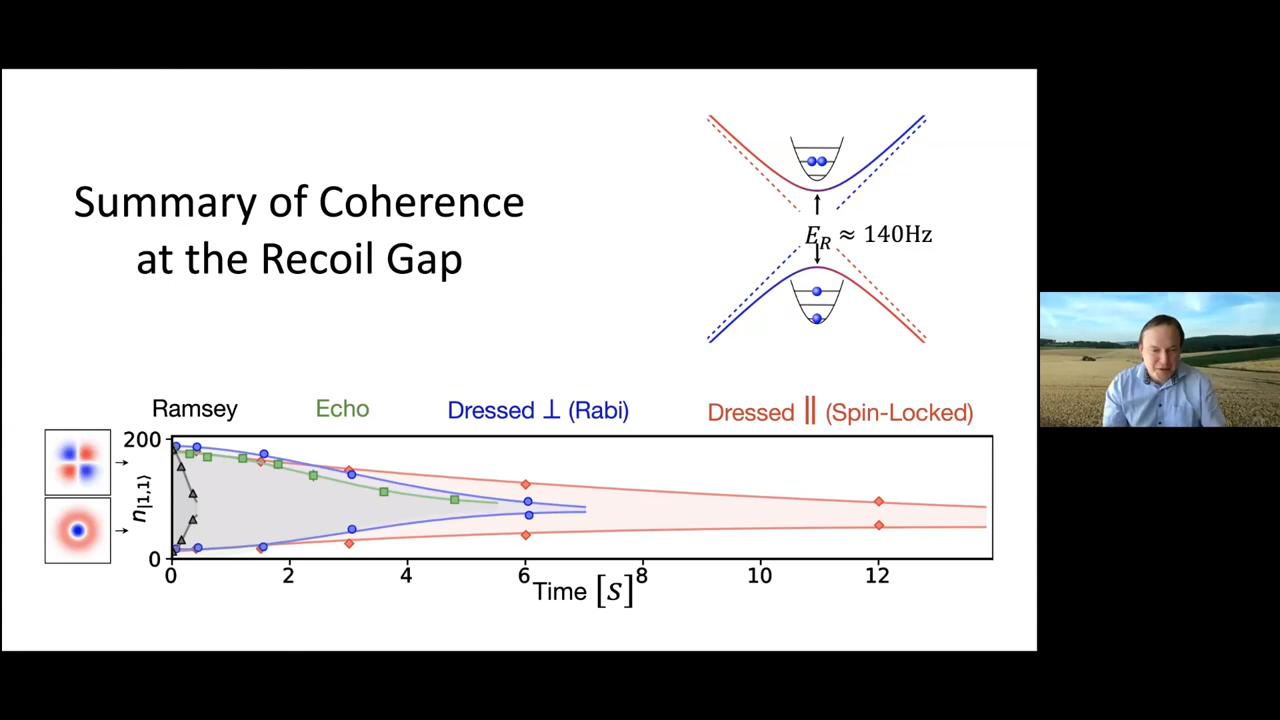 Summary of Coherence
at the Recoil Gap
E_R ≈ 140Hz
Ramsey
Echo
Dressed ⊥ (Rabi)
Dressed ∥ (Spin-Locked)
n|1,1⟩
200
0
0 2 4 6 8 10 12
Time [s]